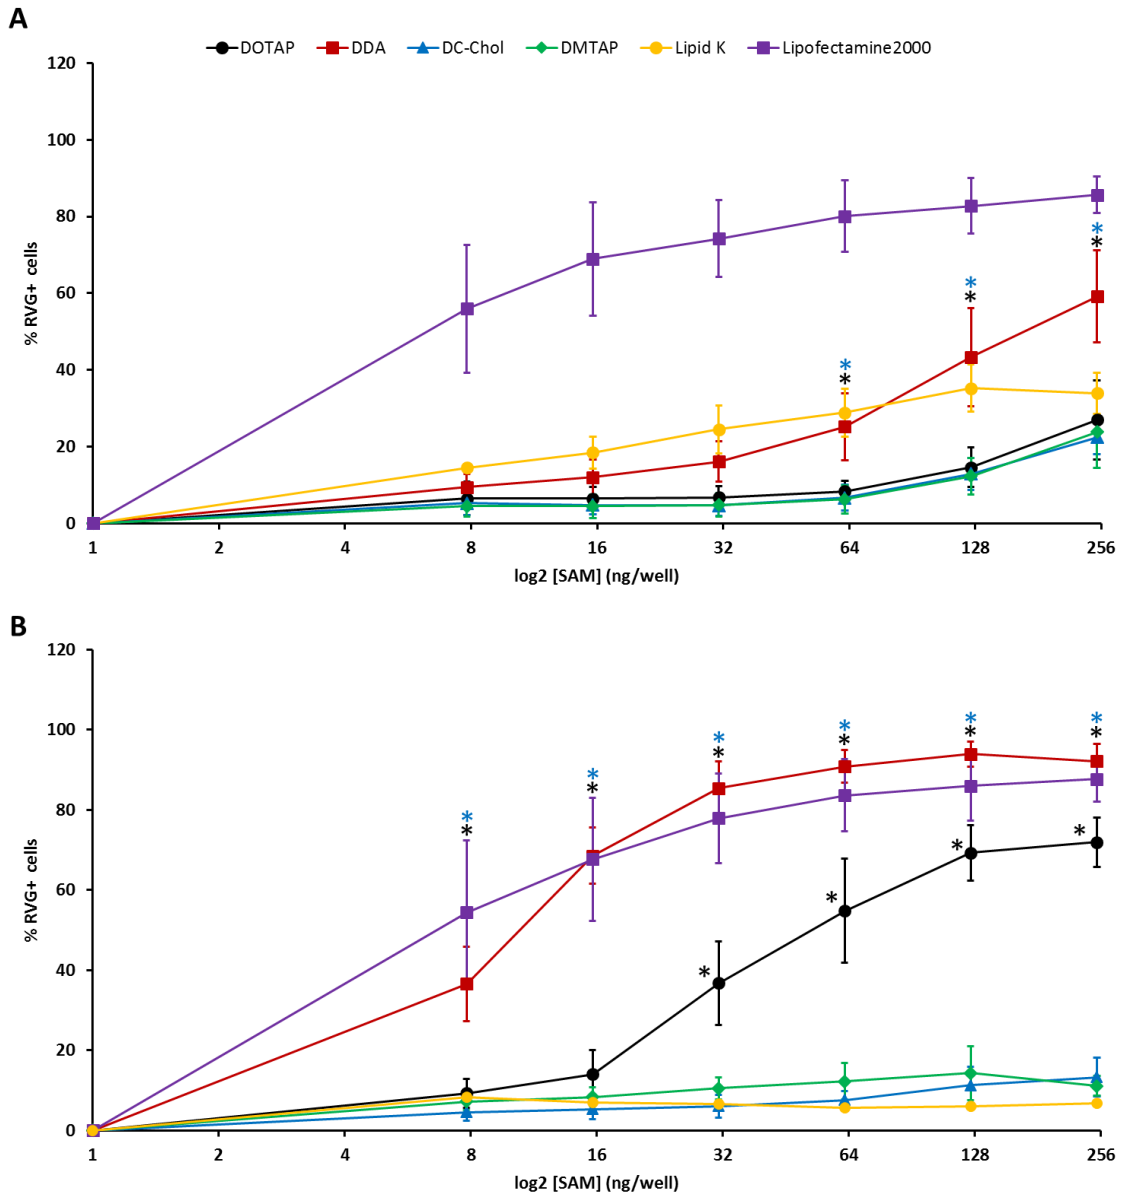 A
DOTAP DDA DC-Chol DMTAP Lipid K Lipofectamine2000
120
100
80
60
40
20
0
% RVG+ cells
* *
* *
* *
1 2 4 8 16 32 64 128 256
log2 [SAM] (ng/well)
B
120
100
80
60
40
20
0
% RVG+ cells
* * * * * *
* * * * * *
* * * *
1 2 4 8 16 32 64 128 256
log2 [SAM] (ng/well)